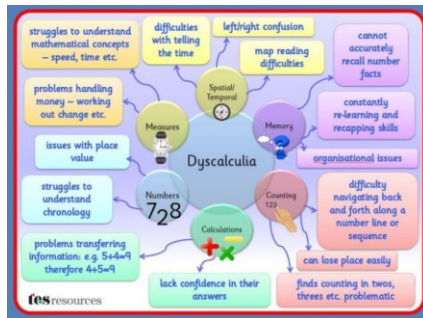 struggles to understand
mathematical concepts
– speed, time etc.
difficulties
with telling
the time
left/right confusion
map reading
difficulties
cannot
accurately
recall number
facts
problems handling
money – working
out change etc.
Spatial/
Temporal
Measures
Memory
constantly
re-learning and
recapping skills
issues with place
value
Dyscalculia
organisational issues
struggles to
understand
chronology
Numbers
728
Counting
123
difficulty
navigating back
and forth along a
number line or
sequence
Calculations
problems transferring
information: e.g. 5+4=9
therefore 4+5=9
can lose place easily
lack confidence in their
answers
finds counting in twos,
threes etc. problematic
tes resources